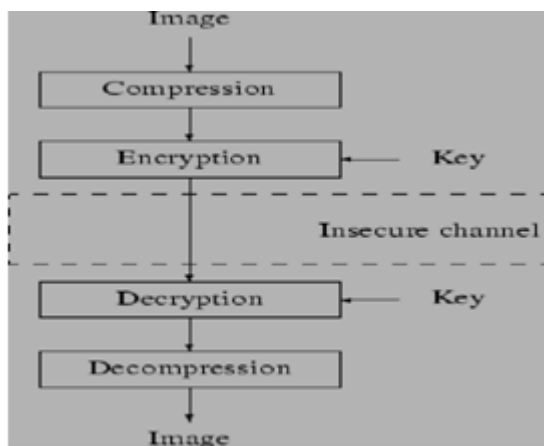 Image
Compression
Encryption
Key
Insecure channel
Decryption
Key
Decompression
Image